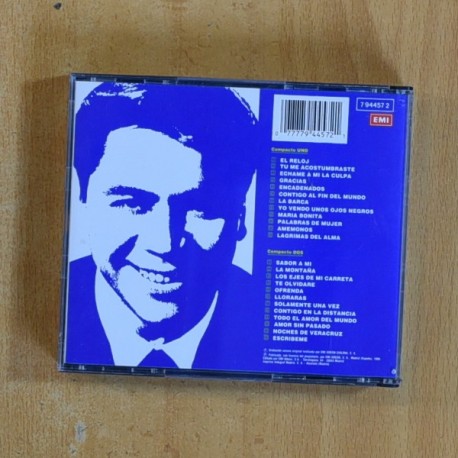 7 94457 2
EMI
0 77779 44572
Compacto UNO
EL RELOJ
TU ME ACOSTUMBRASTE
ECHAME A MI LA CULPA
GRACIAS
ENCADENADOS
CONTIGO AL FIN DEL MUNDO
LA BARCA
YO VENDO UNOS OJOS NEGROS
MARIA BONITA
PALABRAS DE MUJER
AMEMONOS
LAGRIMAS DEL ALMA
Compacto DOS
SABOR A MI
LA MONTAÑA
LOS EJES DE MI CARRETA
TE OLVIDARE
OFRENDA
LLORARAS
SOLAMENTE UNA VEZ
CONTIGO EN LA DISTANCIA
TODO EL AMOR DEL MUNDO
AMOR SIN PASADO
NOCHES DE VERACRUZ
ESCRIBEME